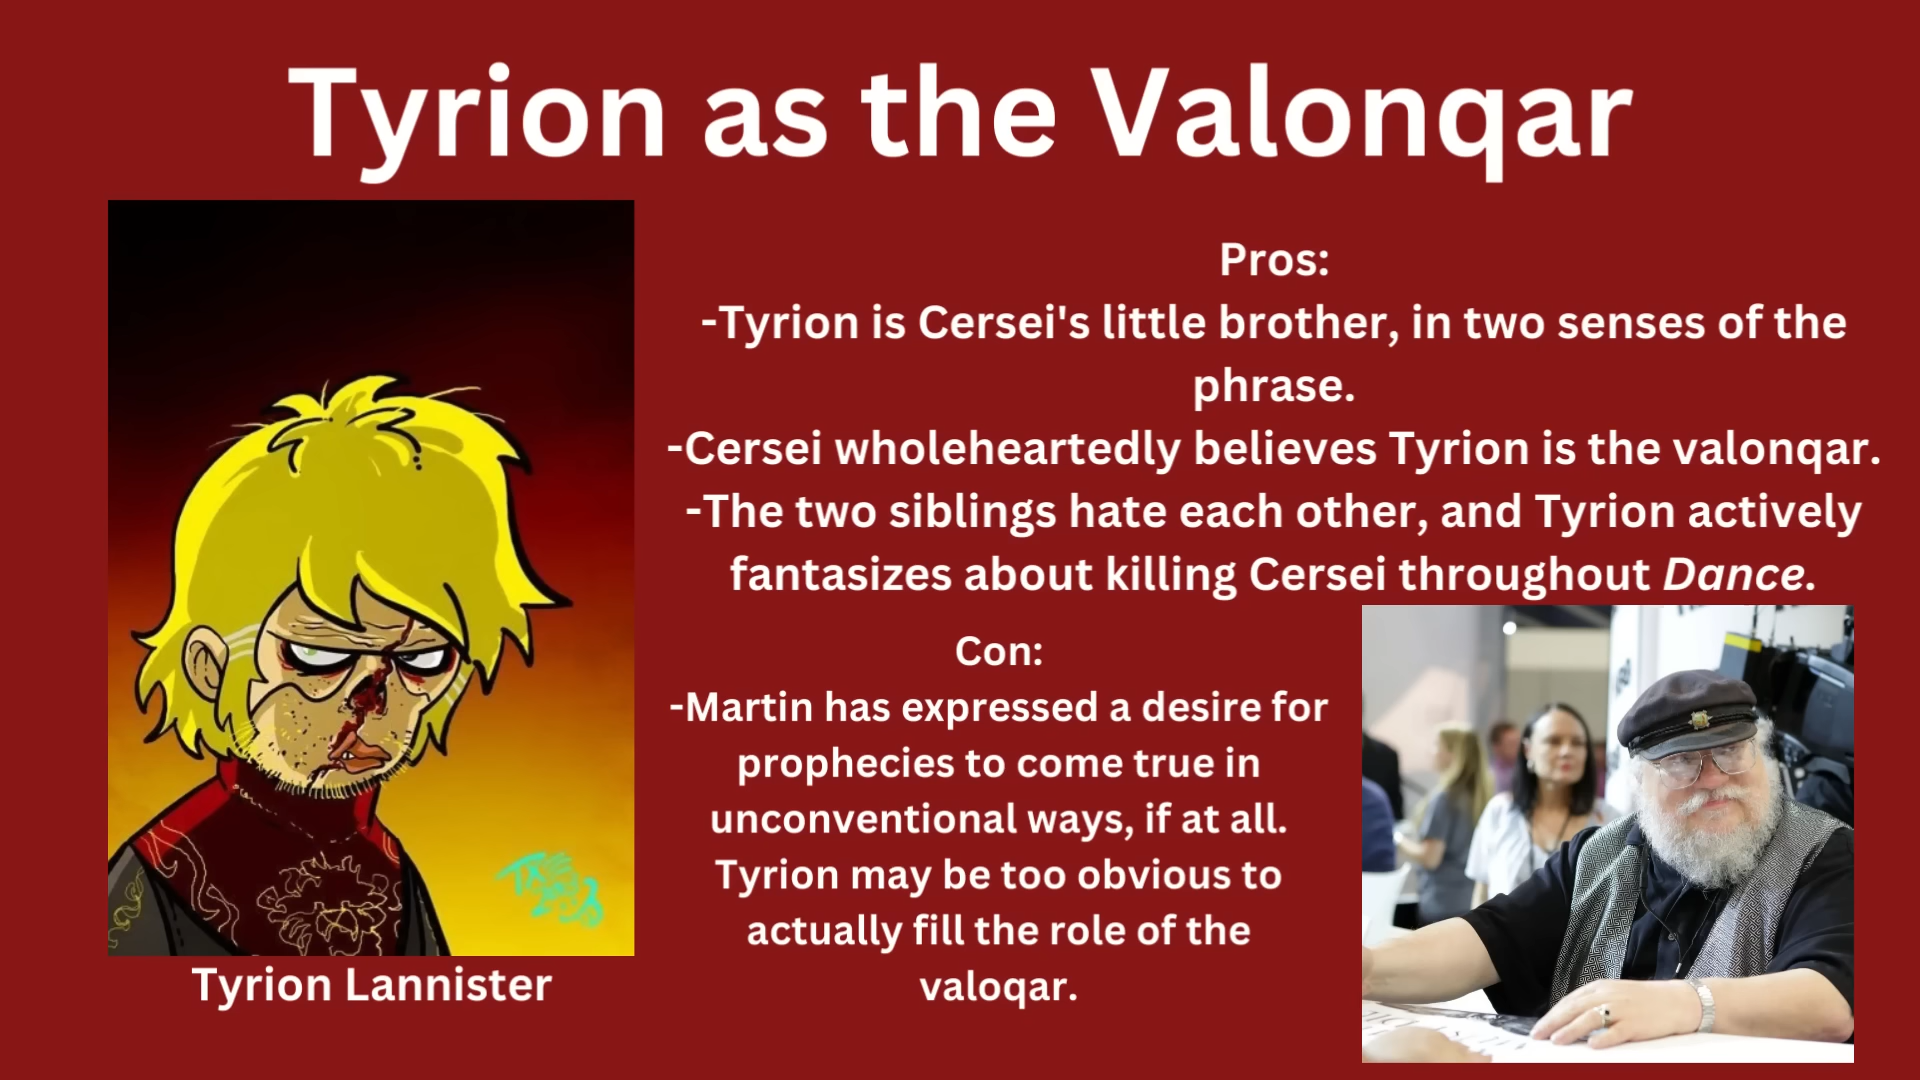 Tyrion as the Valonqar
Pros:
-Tyrion is Cersei's little brother, in two senses of the
phrase.
-Cersei wholeheartedly believes Tyrion is the valonqar.
-The two siblings hate each other, and Tyrion actively
fantasizes about killing Cersei throughout Dance.
Con:
-Martin has expressed a desire for
prophecies to come true in
unconventional ways, if at all.
Tyrion may be too obvious to
actually fill the role of the
valoqar.
Tyrion Lannister